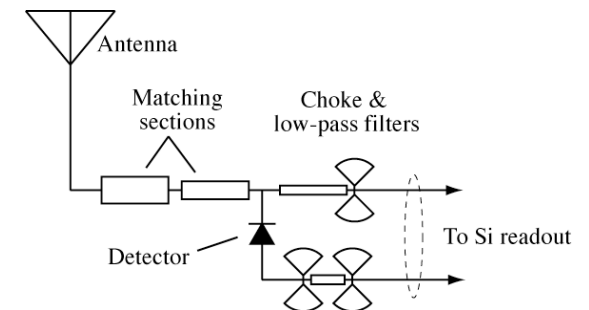 Antenna
Matching
sections
Choke &
low-pass filters
To Si readout
Detector